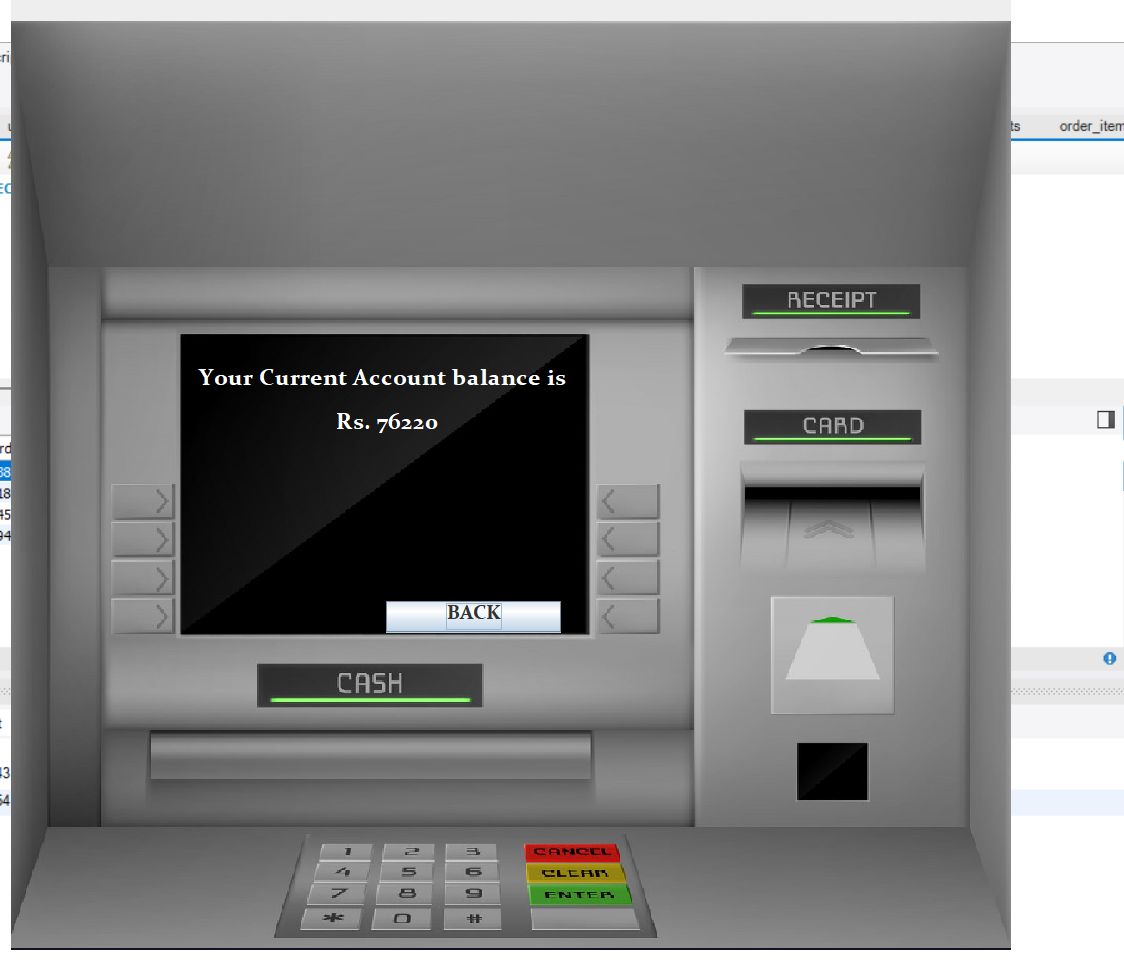 ts order_item
RECEIPT
Your Current Account balance is
Rs. 76220
CARD
BACK
CASH
1 2 3 CANCEL
4 5 6 CLEAR
7 8 9 ENTER
* 0 #